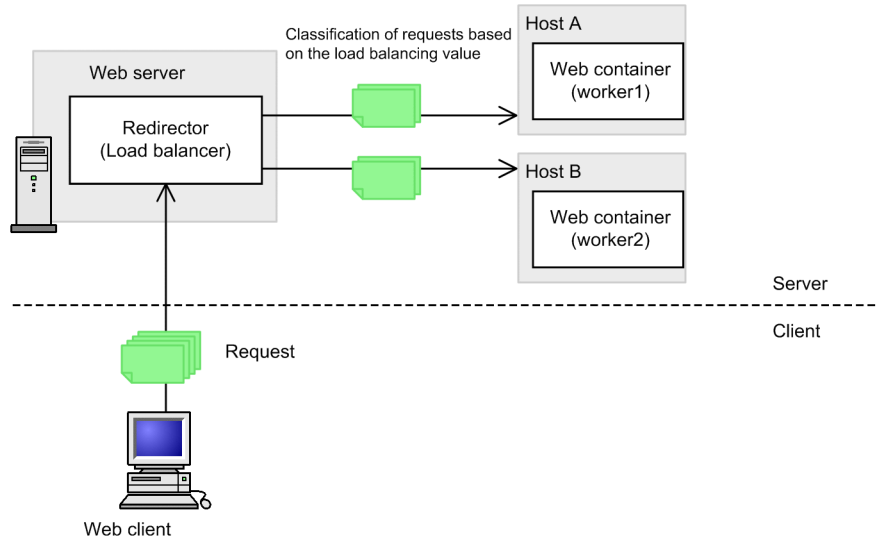 Classification of requests based
on the load balancing value
Host A
Web container
(worker1)
Web server
Redirector
(Load balancer)
Host B
Web container
(worker2)
Server
Client
Request
Web client